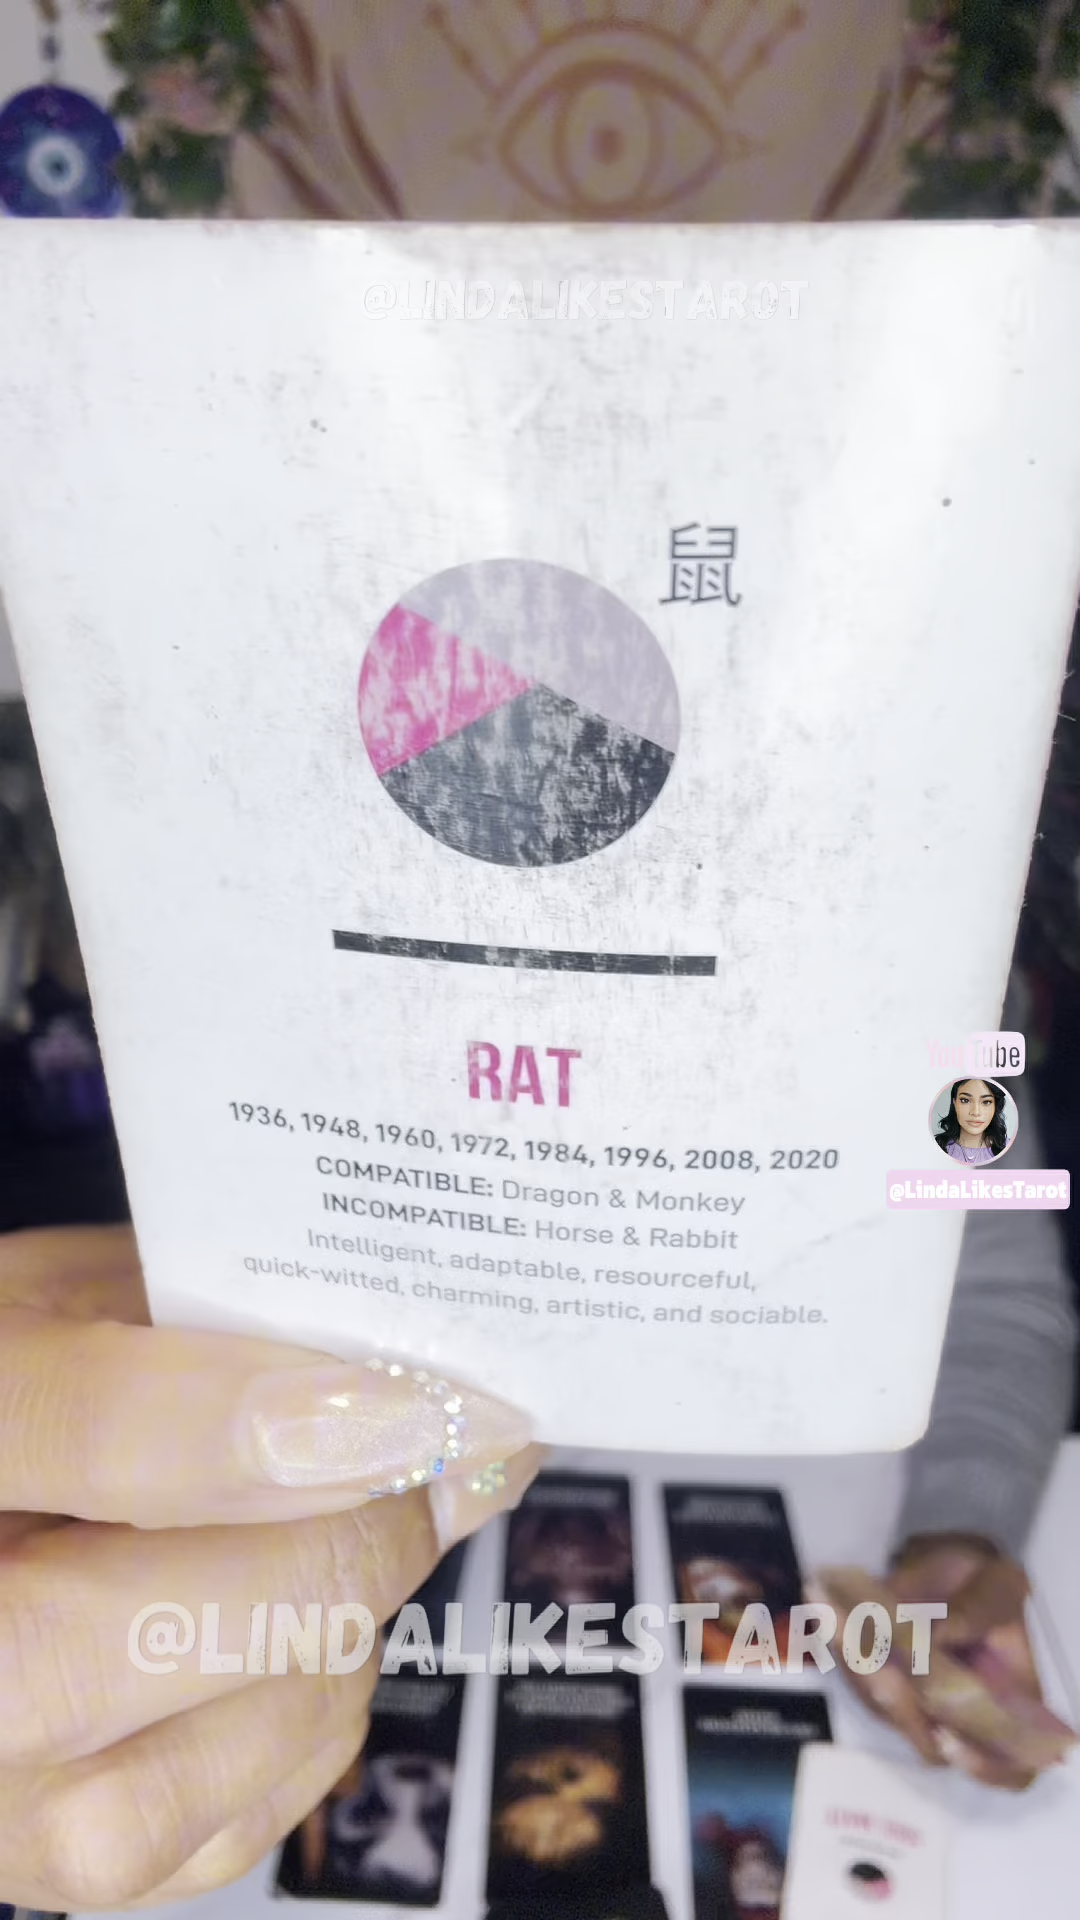 @LINDALIKESTAROT
鼠
RAT
1936, 1948, 1960, 1972, 1984, 1996, 2008, 2020
COMPATIBLE: Dragon & Monkey
INCOMPATIBLE: Horse & Rabbit
Intelligent, adaptable, resourceful,
quick-witted, charming, artistic, and sociable.
YouTube
@LindaLikesTarot
@LINDALIKESTAROT